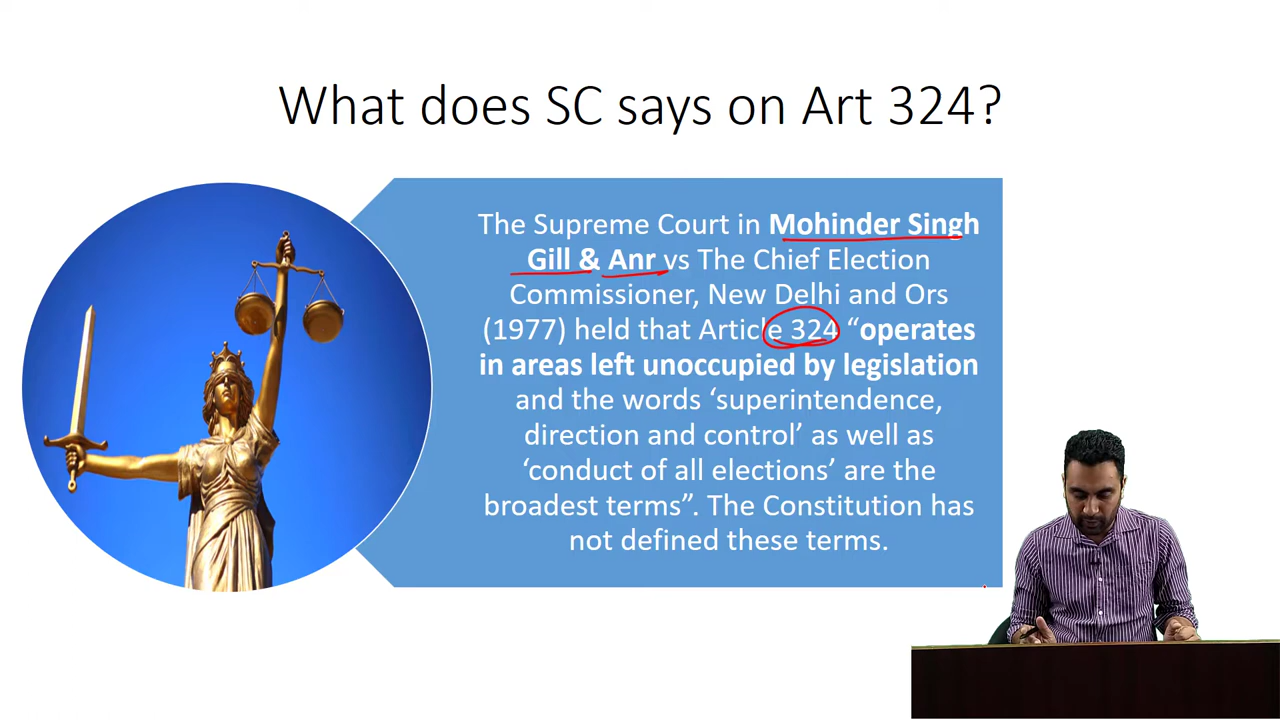 What does SC says on Art 324?
The Supreme Court in Mohinder Singh
Gill & Anr vs The Chief Election
Commissioner, New Delhi and Ors
(1977) held that Article 324 “operates
in areas left unoccupied by legislation
and the words ‘superintendence,
direction and control’ as well as
‘conduct of all elections’ are the
broadest terms”. The Constitution has
not defined these terms.